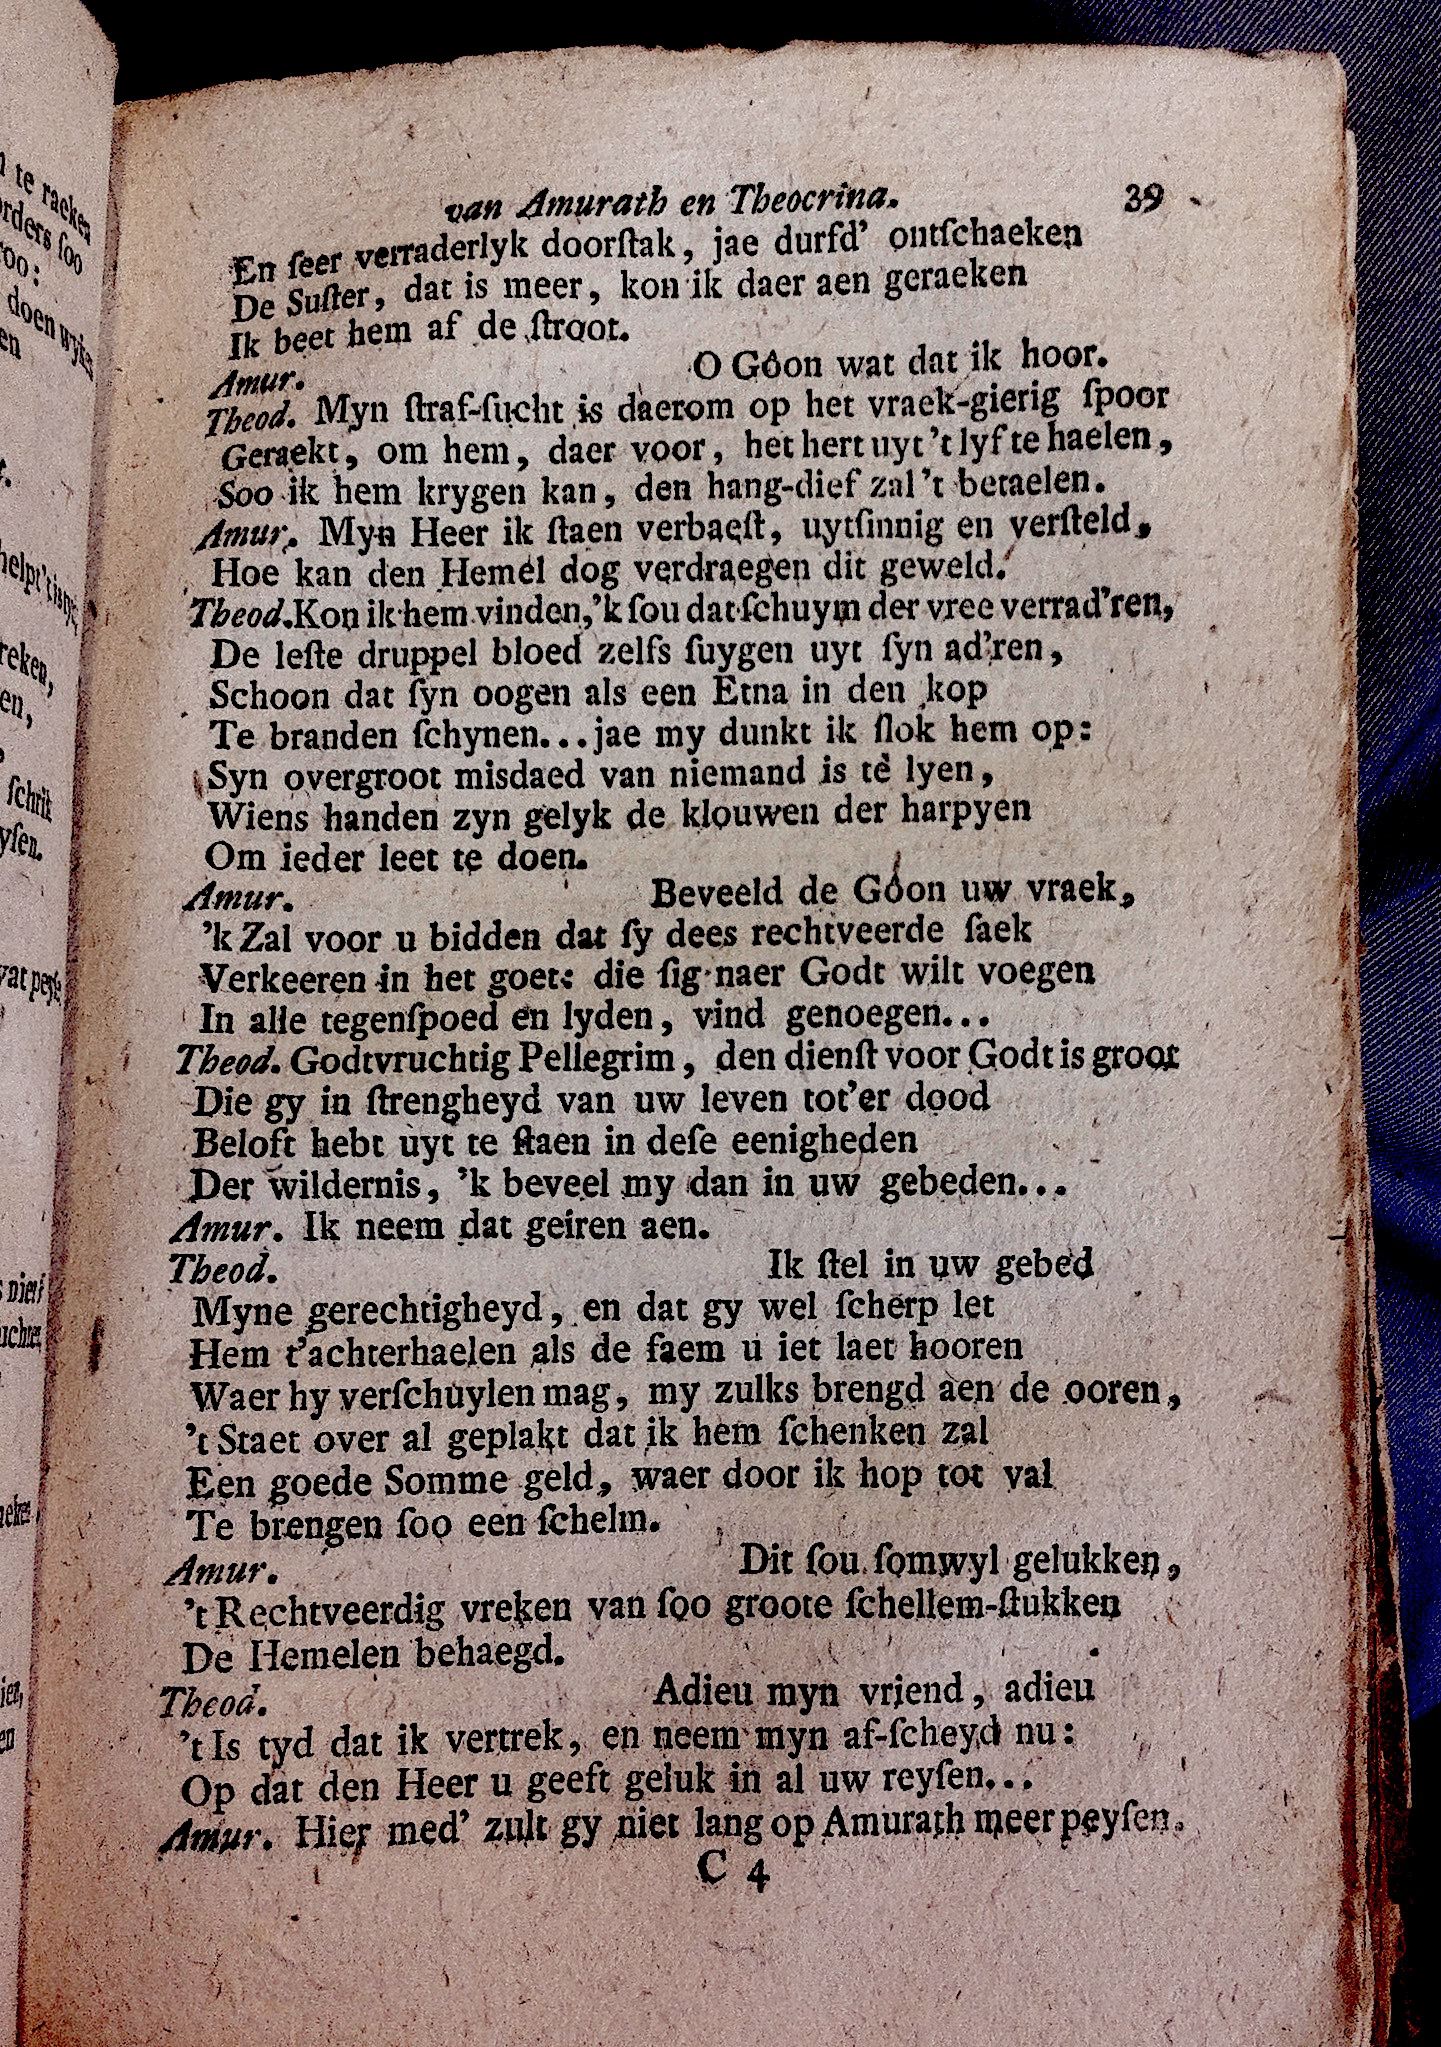 van Amurath en Theocrina. 39
En ſeer verraderlyk doorſtak, jae durfd' ontſchaeken
De Suſter, dat is meer, kon ik daer aen geraeken
Ik beet hem af de ſtroot.
Amur. O Gôon wat dat ik hoor.
Theod. Myn ſtraf-ſucht is daerom op het vraek-gierig ſpoor
Geraekt, om hem, daer voor, het hert uyt 't lyf te haelen,
Soo ik hem krygen kan, den hang-dief zal 't betaelen.
Amur. Myn Heer ik ſtaen verbaeſt, uytſinnig en verſteld,
Hoe kan den Hemel dog verdraegen dit geweld.
Theod. Kon ik hem vinden, 'k ſou dat ſchuym der vree verrad'ren,
De leſte druppel bloed zelfs ſuygen uyt ſyn ad'ren,
Schoon dat ſyn oogen als een Etna in den kop
Te branden ſchynen... jae my dunkt ik ſlok hem op:
Syn overgroot misdaed van niemand is te lyen,
Wiens handen zyn gelyk de klouwen der harpyen
Om ieder leet te doen.
Amur. Beveeld de Gôon uw vraek,
'k Zal voor u bidden dat ſy dees rechtveerde ſaek
Verkeeren in het goet: die ſig naer Godt wilt voegen
In alle tegenſpoed en lyden, vind genoegen...
Theod. Godtvruchtig Pellegrim, den dienſt voor Godt is groot
Die gy in ſtrengheyd van uw leven tot'er dood
Beloft hebt uyt te ſtaen in deſe eenigheden
Der wildernis, 'k beveel my dan in uw gebeden...
Amur. Ik neem dat geiren aen.
Theod. Ik ſtel in uw gebed
Myne gerechtigheyd, en dat gy wel ſcherp let
Hem t'achterhaelen als de faem u iet laet hooren
Waer hy verſchuylen mag, my zulks brengd aen de ooren,
't Staet over al geplakt dat ik hem ſchenken zal
Een goede Somme geld, waer door ik hop tot val
Te brengen ſoo een ſchelm.
Amur. Dit ſou ſomwyl gelukken,
't Rechtveerdig vreken van ſoo groote ſchellem-ſtukken
De Hemelen behaegd.
Theod. Adieu myn vriend, adieu
't Is tyd dat ik vertrek, en neem myn af-ſcheyd nu:
Op dat den Heer u geeft geluk in al uw reyſen...
Amur. Hier med' zult gy niet lang op Amurath meer peyſen.
C 4